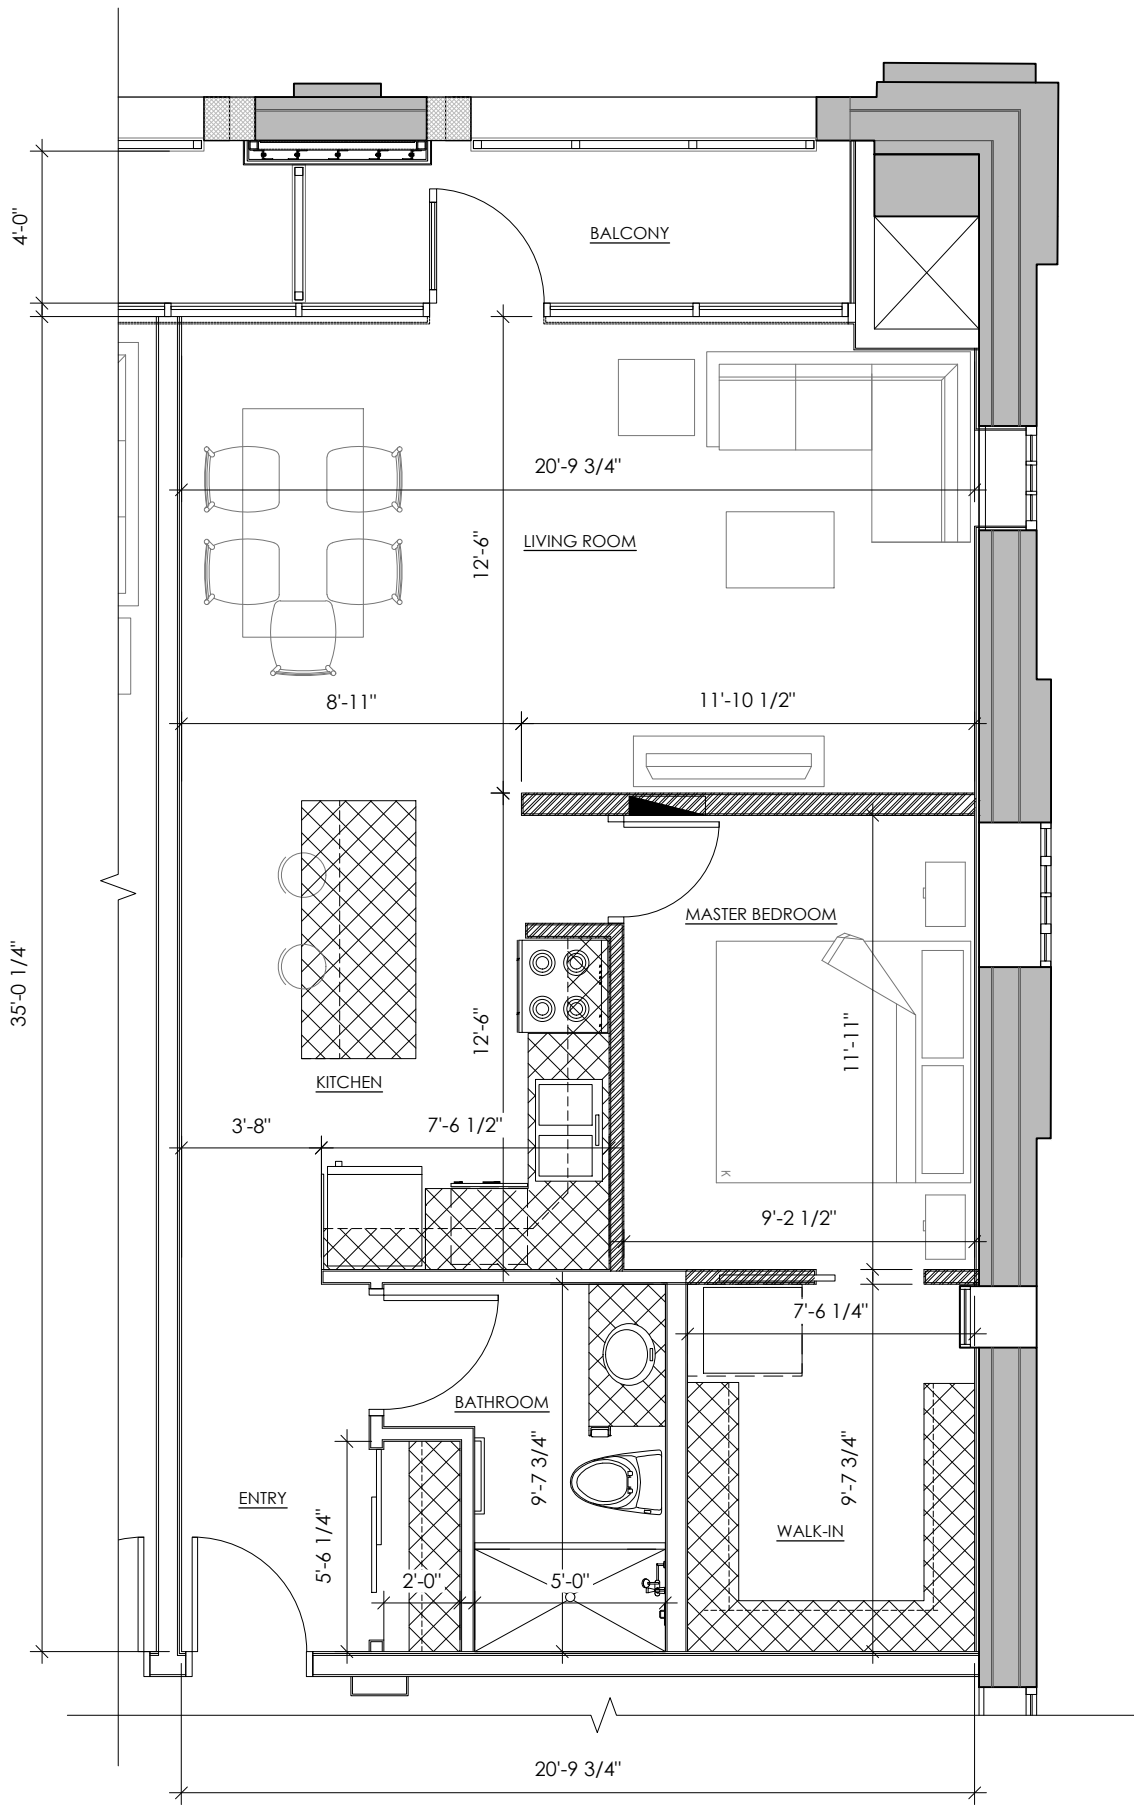 BALCONY
4'-0"
20'-9 3/4"
LIVING ROOM
12'-6"
8'-11"
11'-10 1/2"
MASTER BEDROOM
35'-0 1/4"
12'-6"
11'-11"
KITCHEN
3'-8"
7'-6 1/2"
K
9'-2 1/2"
7'-6 1/4"
BATHROOM
9'-7 3/4"
9'-7 3/4"
ENTRY
WALK-IN
5'-6 1/4"
2'-0"
5'-0"
20'-9 3/4"